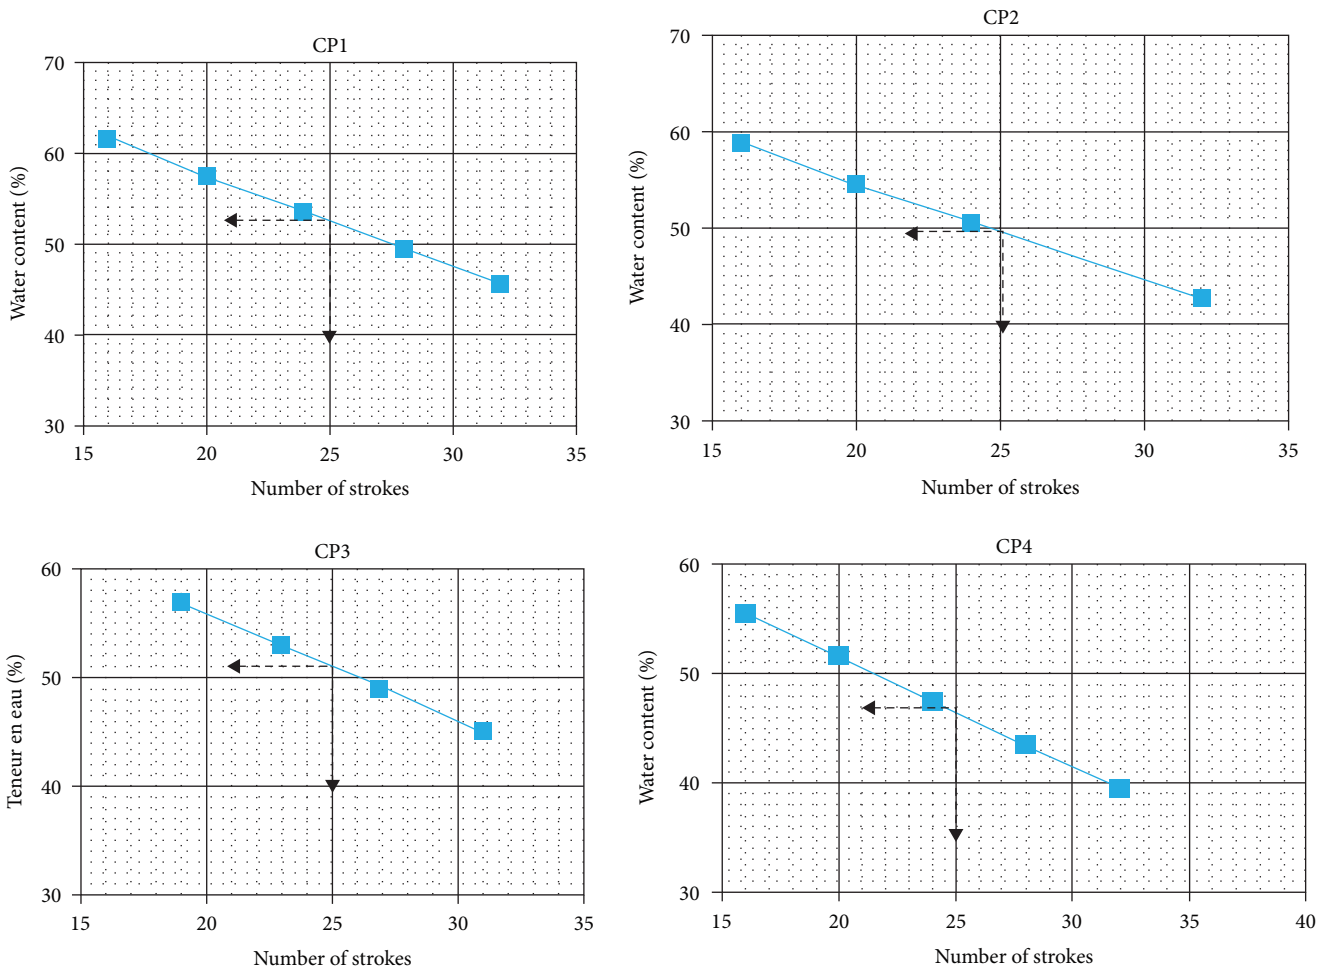 CP1
70
60
50
40
30
15 20 25 30 35
Water content (%)
Number of strokes
CP2
70
60
50
40
30
15 20 25 30 35
Water content (%)
Number of strokes
CP3
60
50
40
30
15 20 25 30 35
Teneur en eau (%)
Number of strokes
CP4
60
50
40
30
15 20 25 30 35 40
Water content (%)
Number of strokes